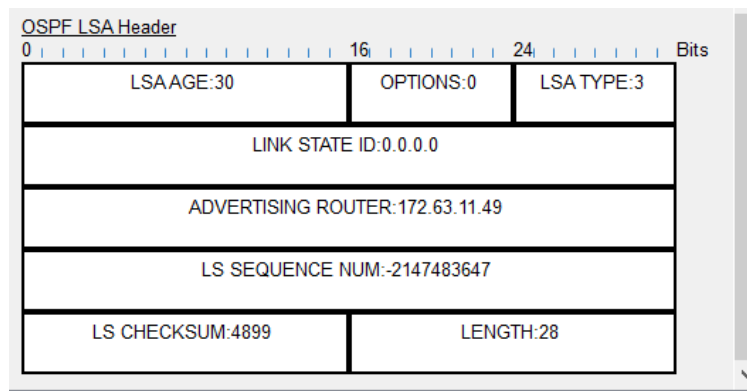 OSPF LSA Header
0 16 24 Bits
LSA AGE:30 OPTIONS:0 LSA TYPE:3
LINK STATE ID:0.0.0.0
ADVERTISING ROUTER:172.63.11.49
LS SEQUENCE NUM:-2147483647
LS CHECKSUM:4899 LENGTH:28